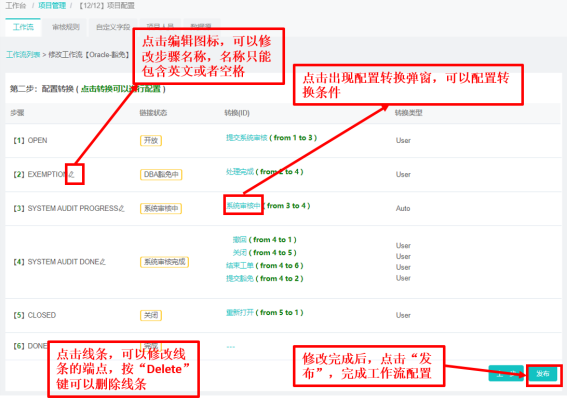 工作台 / 项目管理 / 【12/12】项目配置
工作流 审核规则 自定义字段 项目人员
工作流列表 > 修改工作流【Oracle-豁免】
点击编辑图标，可以修
改步骤名称，名称只能
包含英文或者空格
点击出现配置转换弹窗，可以配置转
换条件
第二步：配置转换 ( 点击转换可以进行配置 )
步骤 链接状态 转换(ID) 转换类型
【1】OPEN 开放 提交系统审核 ( from 1 to 3 ) User
【2】EXEMPTION DBA豁免中 处理完成 ( from 2 to 4 ) User
【3】SYSTEM AUDIT PROGRESS 系统审核中 系统审核中 ( from 3 to 4 ) Auto
撤回 ( from 4 to 1 ) User
关闭 ( from 4 to 5 ) User
【4】SYSTEM AUDIT DONE 系统审核完成 结束工单 ( from 4 to 6 ) User
提交豁免 ( from 4 to 2 ) User
【5】CLOSED 关闭 重新打开 ( from 5 to 1 ) User
【6】DONE ----
点击线条，可以修改线
条的端点，按“Delete”
键可以删除线条
修改完成后，点击“发
布”，完成工作流配置
发布